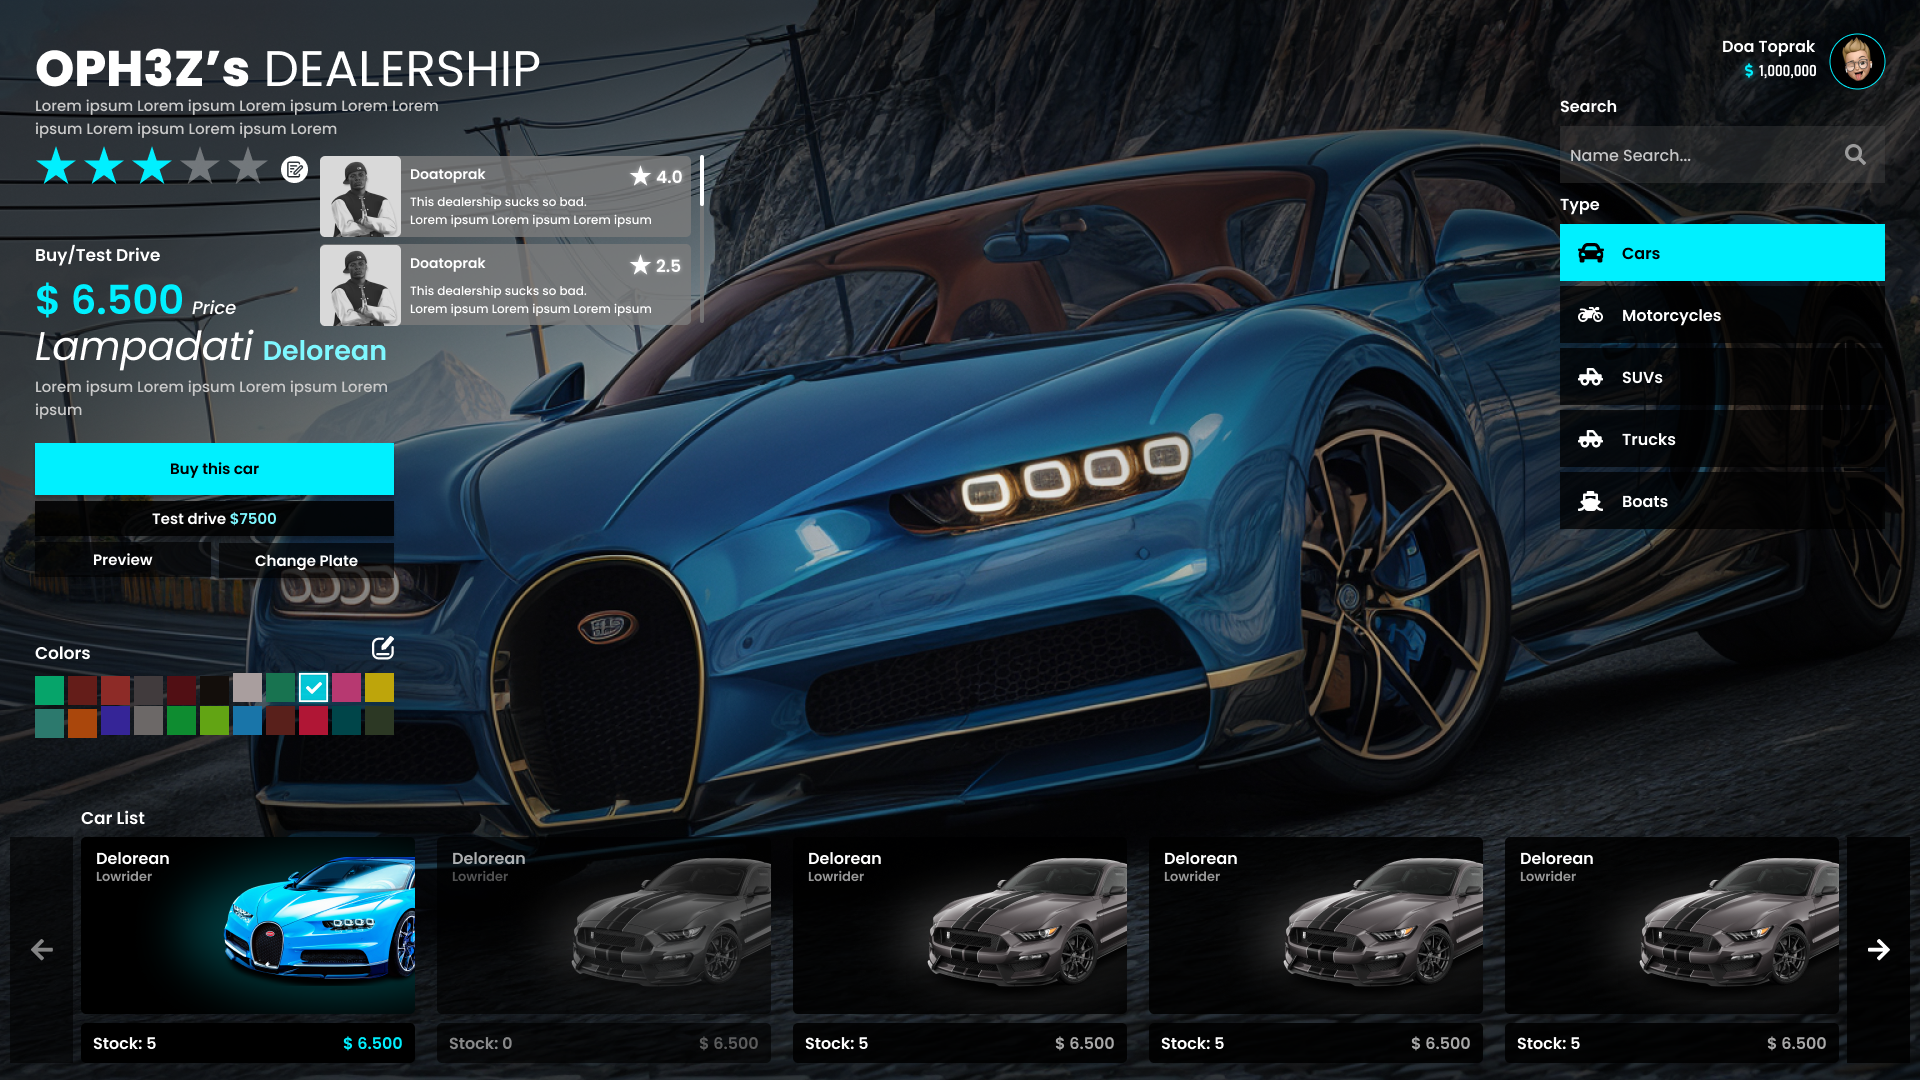 OPH3Z's DEALERSHIP
Lorem ipsum Lorem ipsum Lorem ipsum Lorem Lorem
ipsum Lorem ipsum Lorem ipsum Lorem
Doatoprak
4.0
This dealership sucks so bad.
Lorem ipsum Lorem ipsum Lorem ipsum
Doatoprak
2.5
This dealership sucks so bad.
Lorem ipsum Lorem ipsum Lorem ipsum
Buy/Test Drive
$ 6.500 Price
Lampadati Delorean
Lorem ipsum Lorem ipsum Lorem ipsum Lorem
ipsum
Buy this car
Test drive $7500
Preview
Change Plate
Colors
Doa Toprak
$ 1,000,000
Search
Name Search...
Type
Cars
Motorcycles
SUVs
Trucks
Boats
Car List
Delorean
Lowrider
Stock: 5
$ 6.500
Delorean
Lowrider
Stock: 0
$ 6.500
Delorean
Lowrider
Stock: 5
$ 6.500
Delorean
Lowrider
Stock: 5
$ 6.500
Delorean
Lowrider
Stock: 5
$ 6.500